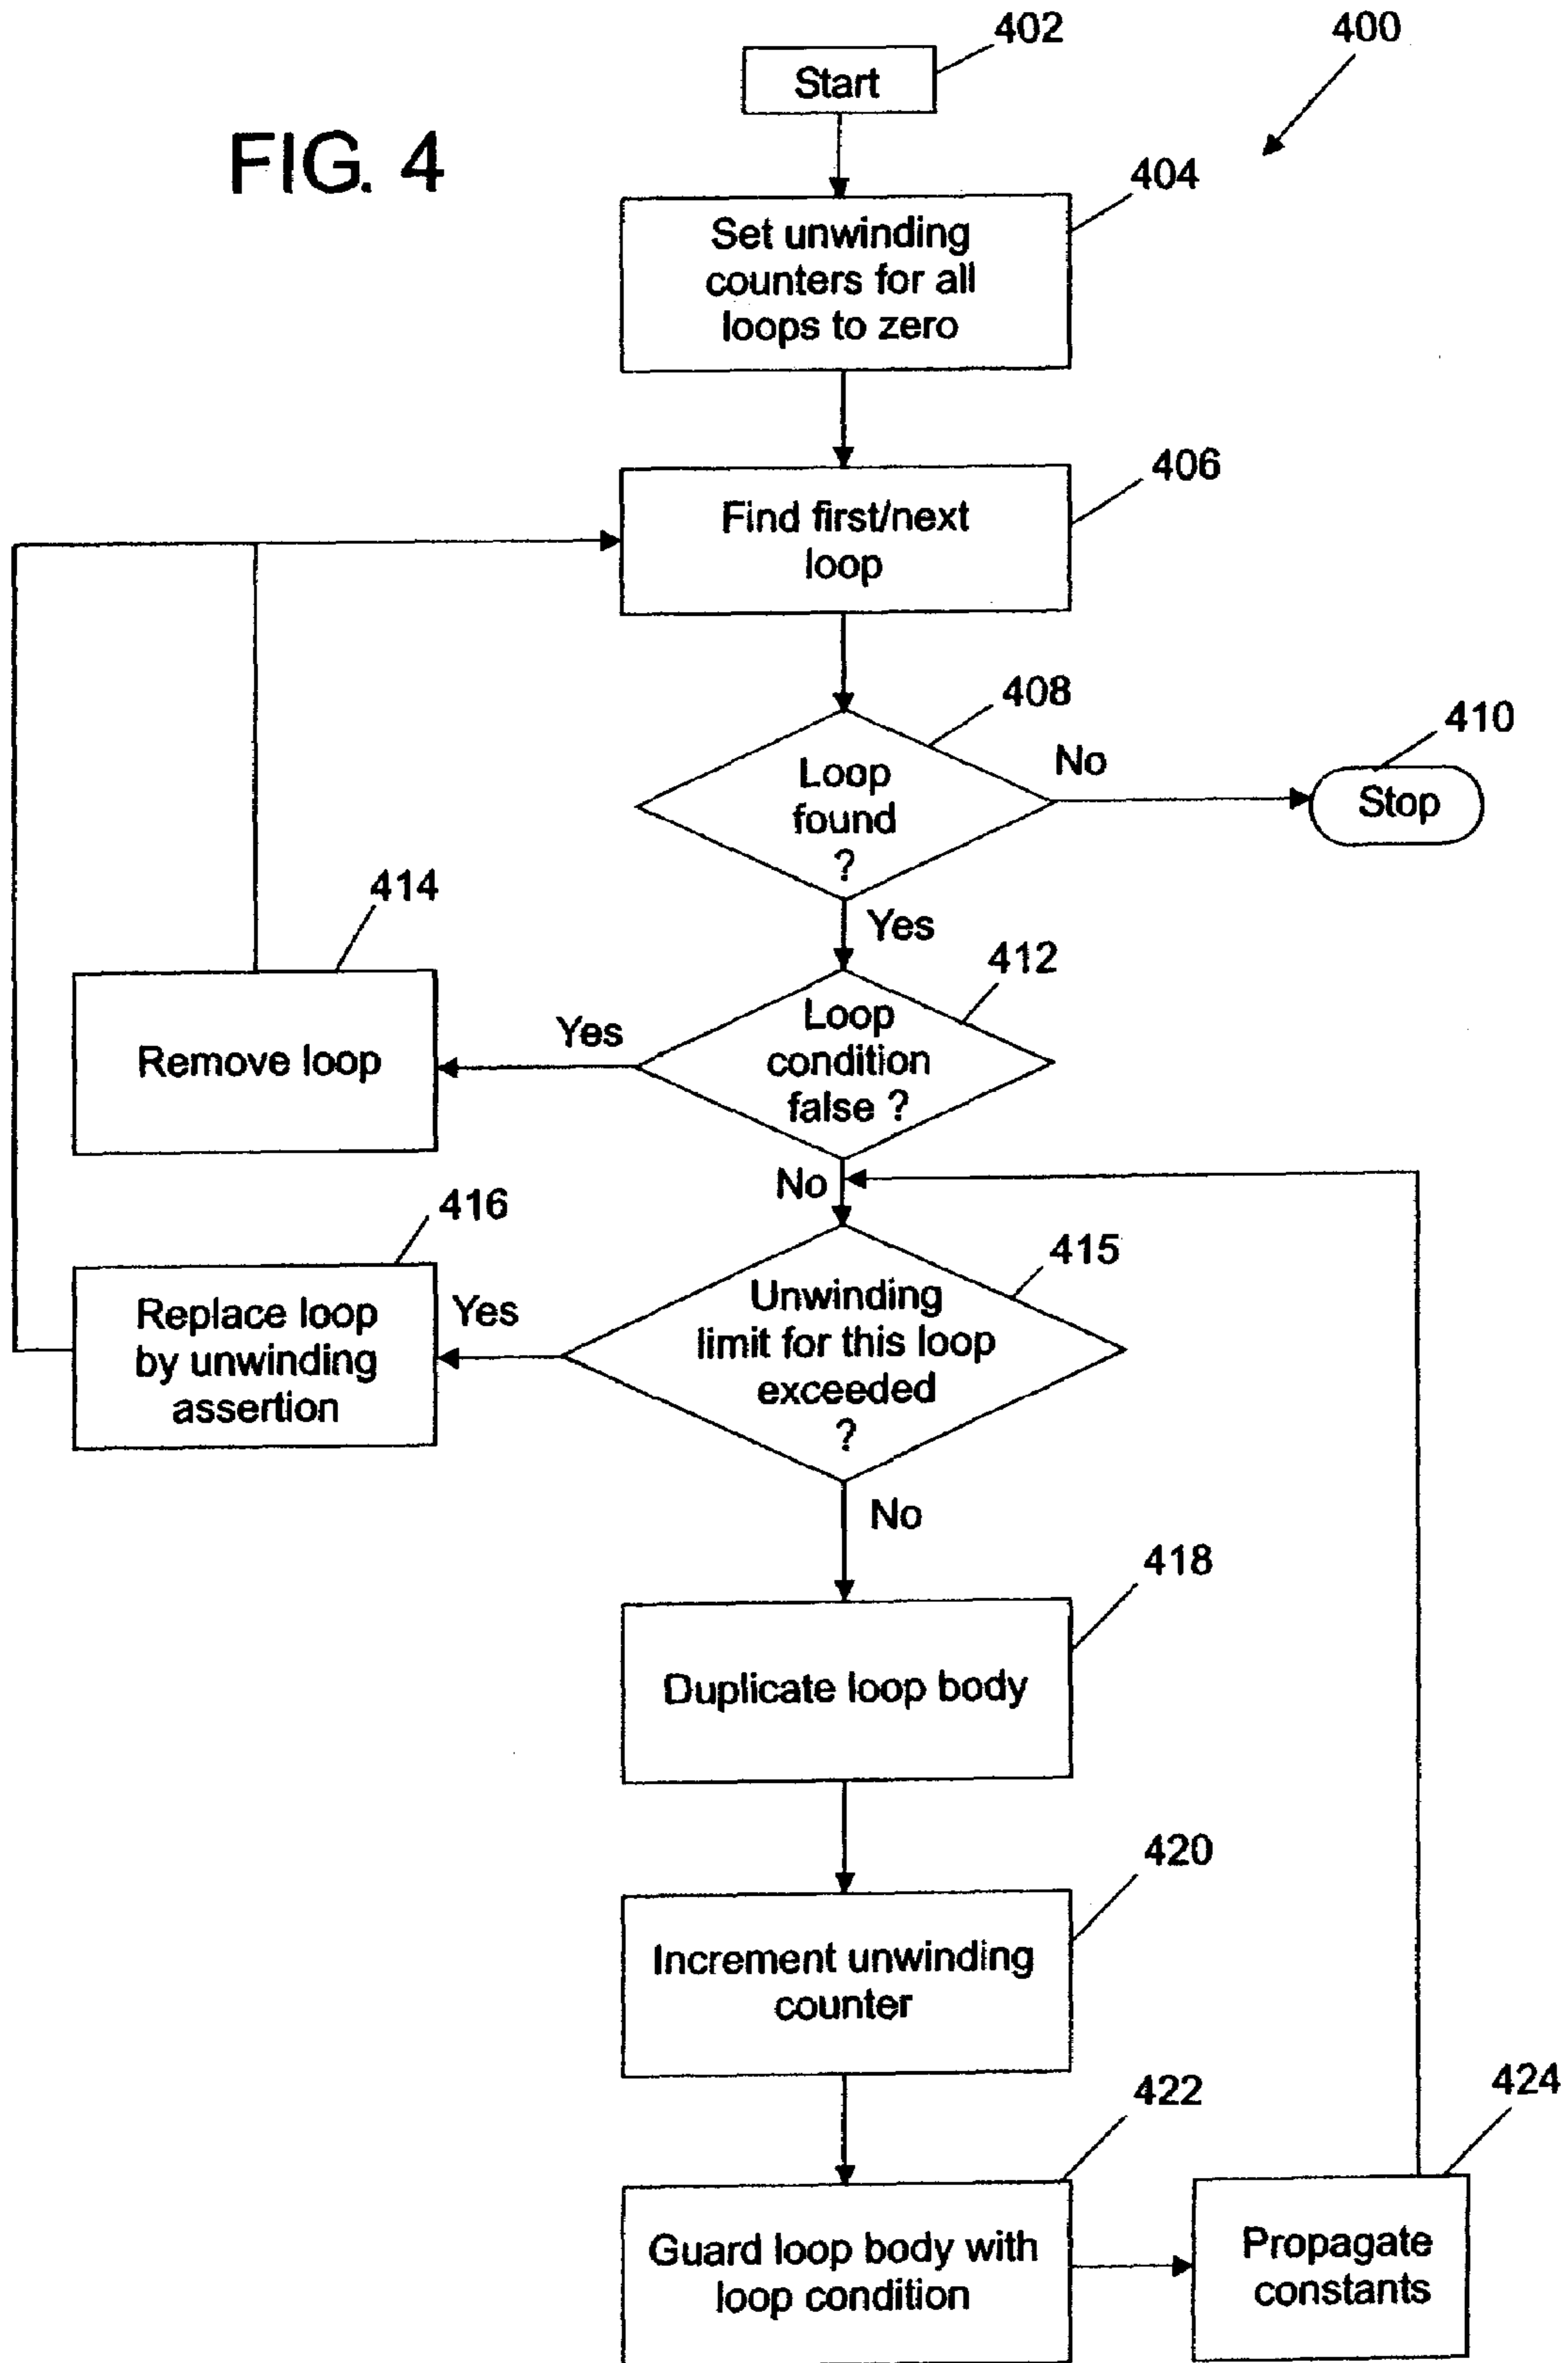 402
400
Start
FIG. 4
404
Set unwinding
counters for all
loops to zero
406
Find first/next
loop
408
410
Loop
found
?
No
Stop
414
Yes
412
Remove loop
Yes
Loop
condition
false ?
No
416
415
Replace loop
by unwinding
assertion
Yes
Unwinding
limit for this loop
exceeded
?
No
418
Duplicate loop body
420
Increment unwinding
counter
422
424
Guard loop body with
loop condition
Propagate
constants